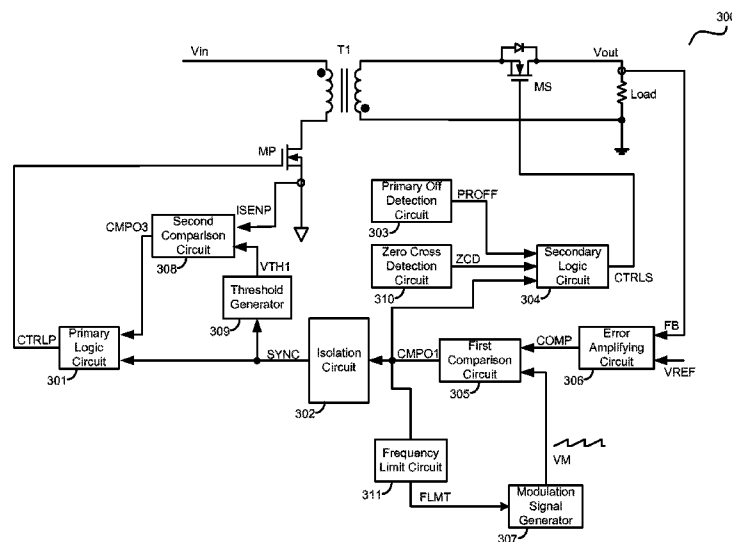 300
Vin
T1
Vout
MS
Load
MP
ISENP
CMPO3
Second
Comparison
Circuit
308
VTH1
Threshold
Generator
309
Primary Off
Detection
Circuit
303
PROFF
Zero Cross
Detection
Circuit
310
ZCD
Secondary
Logic
Circuit
304
CTRLS
CTRLP
Primary
Logic
Circuit
301
SYNC
Isolation
Circuit
302
CMPO1
First
Comparison
Circuit
305
COMP
Error
Amplifying
Circuit
306
FB
VREF
VM
Frequency
Limit Circuit
311
FLMT
Modulation
Signal
Generator
307